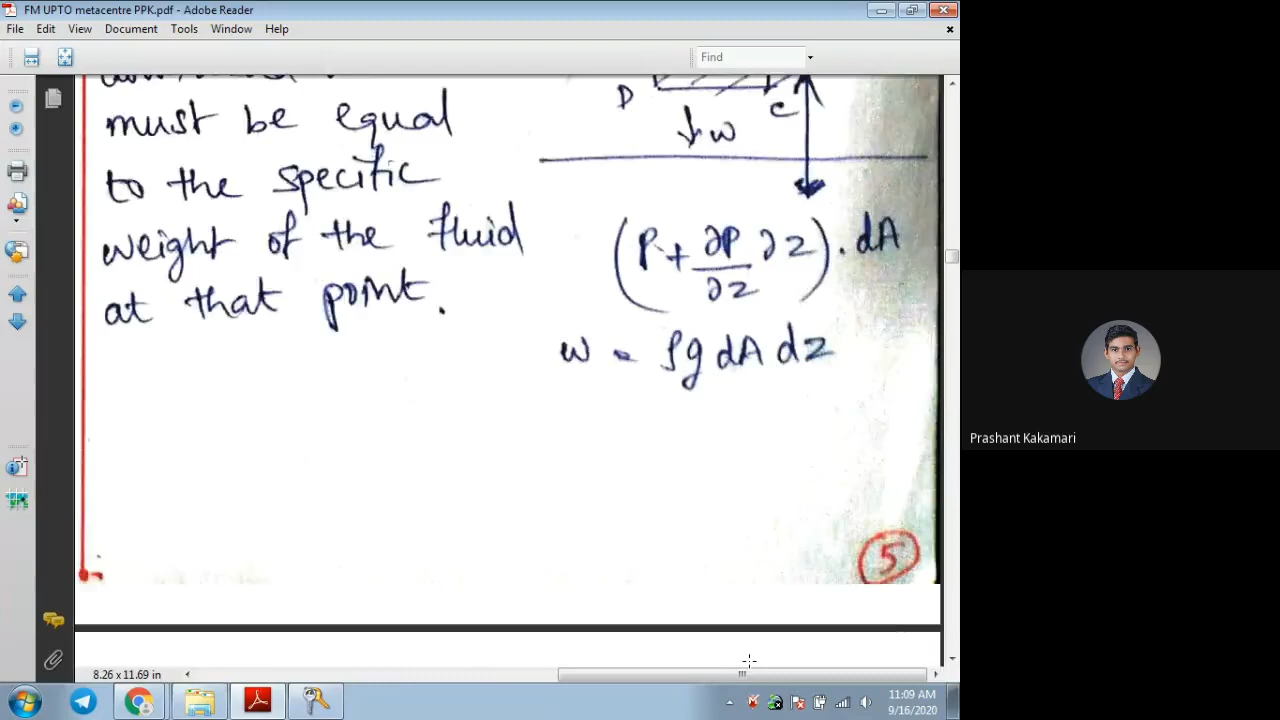 FM UPTO metacentre PPK.pdf - Adobe Reader
File Edit View Document Tools Window Help
Find
must be equal
to the specific
weight of the fluid
at that point.
D
C
w
(P + ∂P/∂z ∂z) . dA
w = ρg dA dz
5
Prashant Kakamari
8.26 x 11.69 in
11:09 AM
9/16/2020